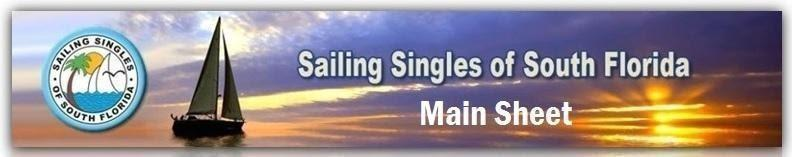 SAILING SINGLES
OF SOUTH FLORIDA
Sailing Singles of South Florida
Main Sheet